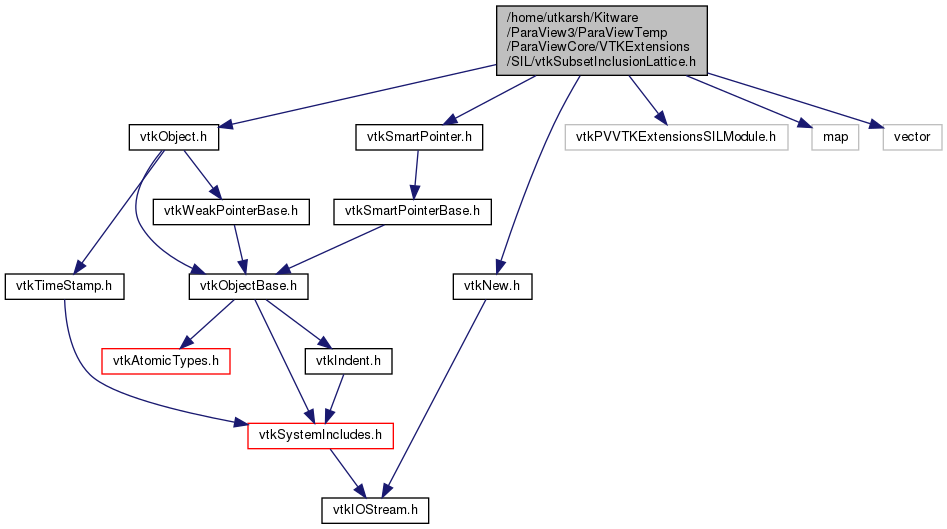 /home/utkarsh/Kitware
/ParaView3/ParaViewTemp
/ParaViewCore/VTKExtensions
/SIL/vtkSubsetInclusionLattice.h
vtkObject.h
vtkSmartPointer.h
vtkPVVTKExtensionsSILModule.h
map
vector
vtkWeakPointerBase.h
vtkSmartPointerBase.h
vtkTimeStamp.h
vtkObjectBase.h
vtkNew.h
vtkAtomicTypes.h
vtkIndent.h
vtkSystemIncludes.h
vtkIOStream.h